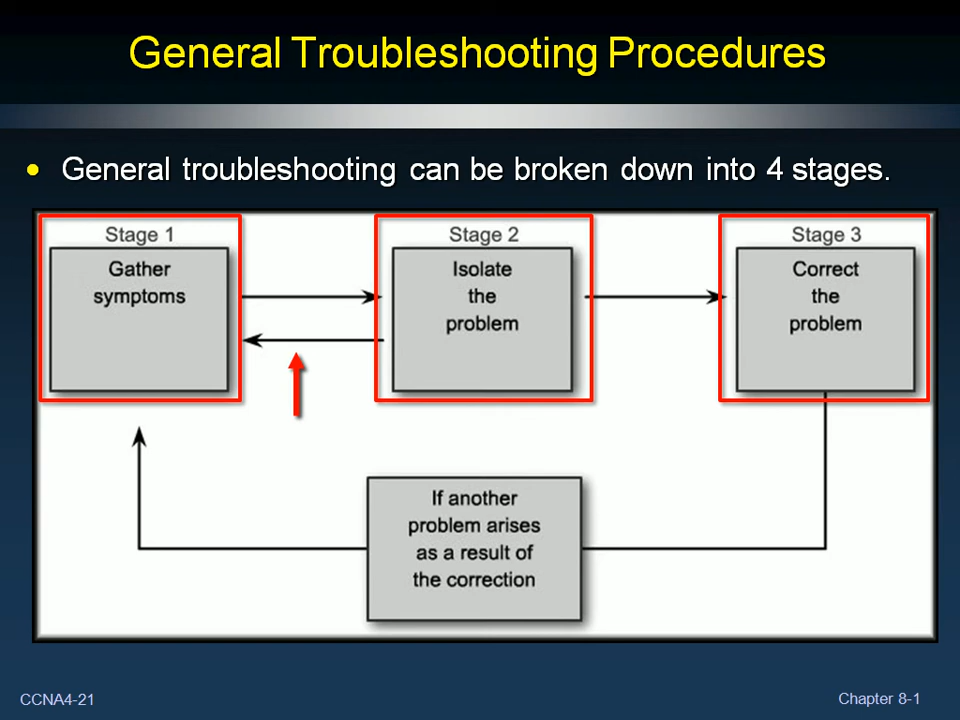 General Troubleshooting Procedures
• General troubleshooting can be broken down into 4 stages.
Stage 1
Gather
symptoms
Stage 2
Isolate
the
problem
Stage 3
Correct
the
problem
If another
problem arises
as a result of
the correction
CCNA4-21
Chapter 8-1